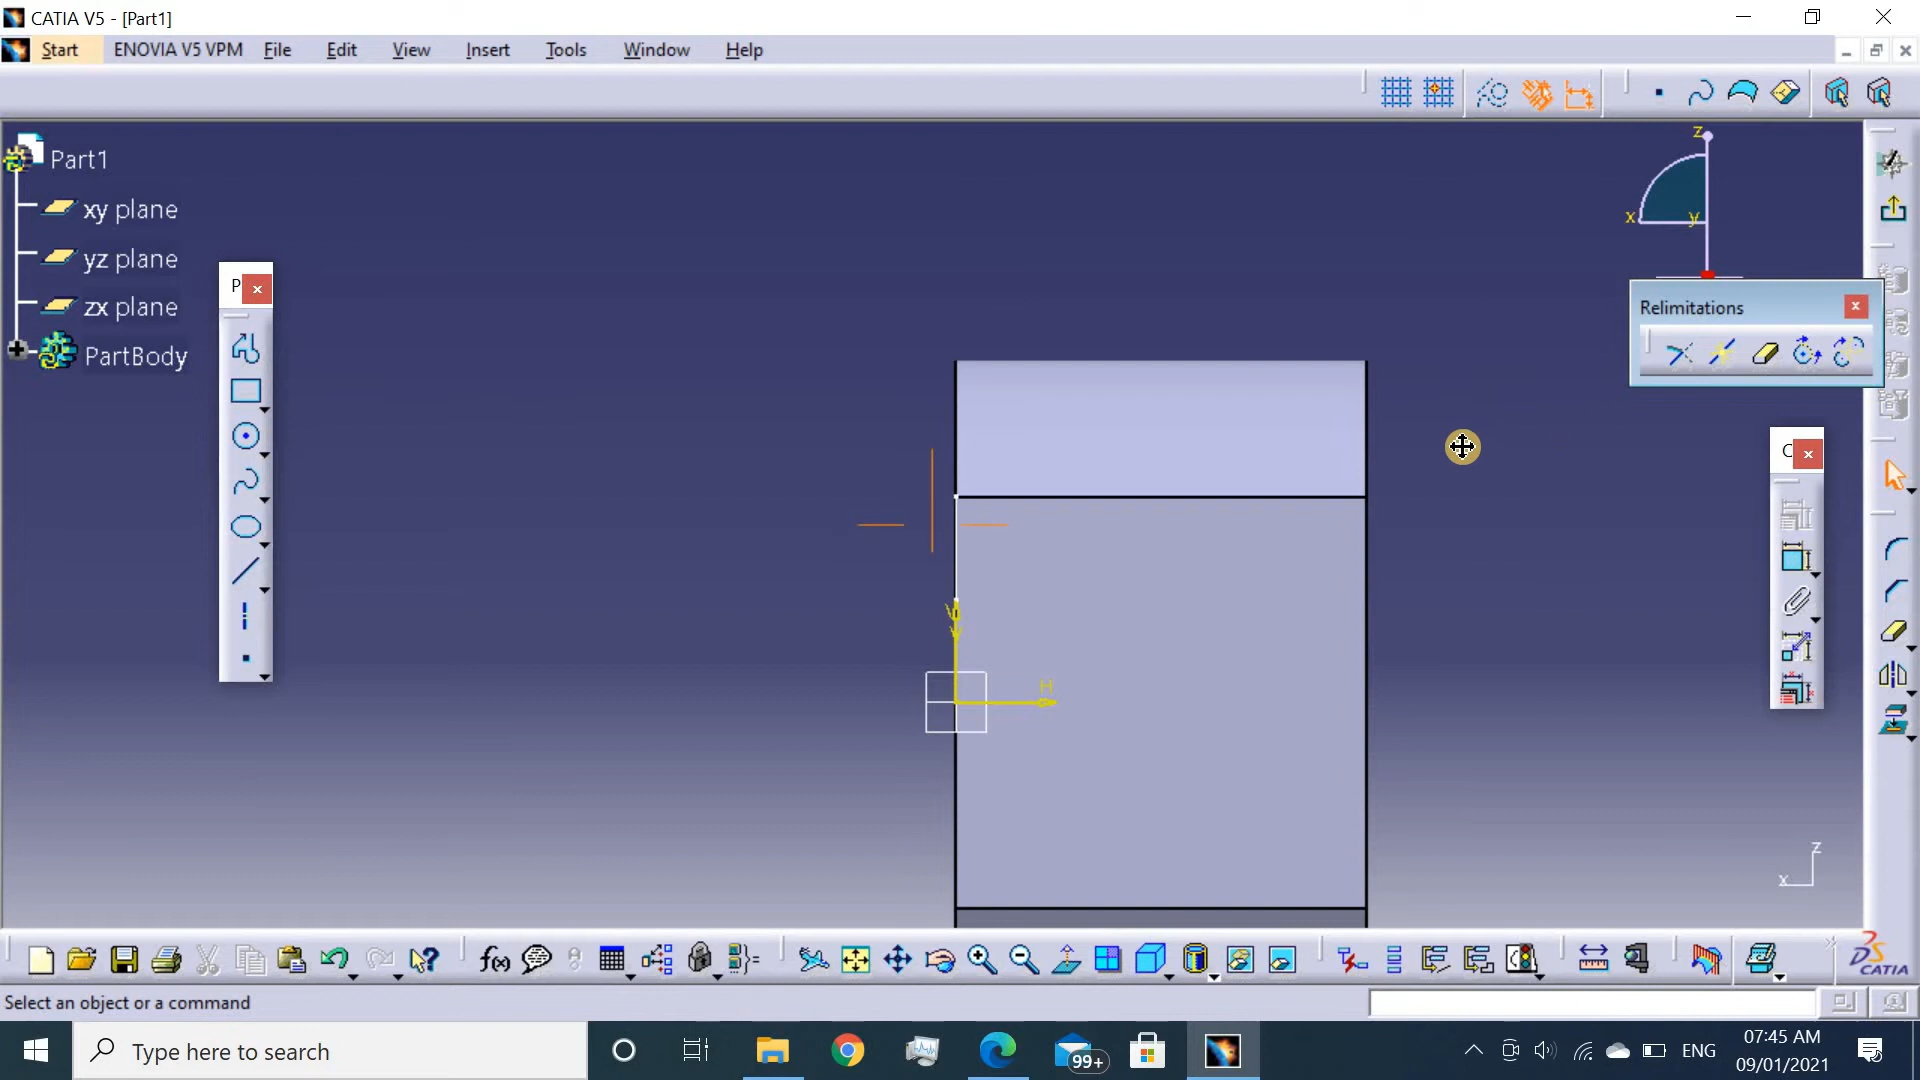 CATIA V5 - [Part1]
Start ENOVIA V5 VPM File Edit View Insert Tools Window Help
Part1
xy plane
yz plane
zx plane
PartBody
P
z
x
y
Relimitations
C
V
H
z
x
f(x)
CATIA
Select an object or a command
Type here to search
99+
ENG
07:45 AM
09/01/2021